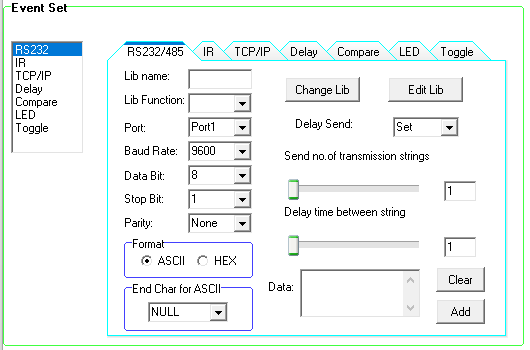 Event Set
RS232
IR
TCP/IP
Delay
Compare
LED
Toggle
RS232/485 IR TCP/IP Delay Compare LED Toggle
Lib name:
Lib Function:
Port: Port1
Baud Rate: 9600
Data Bit: 8
Stop Bit: 1
Parity: None
Format
ASCII HEX
End Char for ASCII
NULL
Change Lib Edit Lib
Delay Send: Set
Send no.of transmission strings
1
Delay time between string
1
Data:
Clear
Add